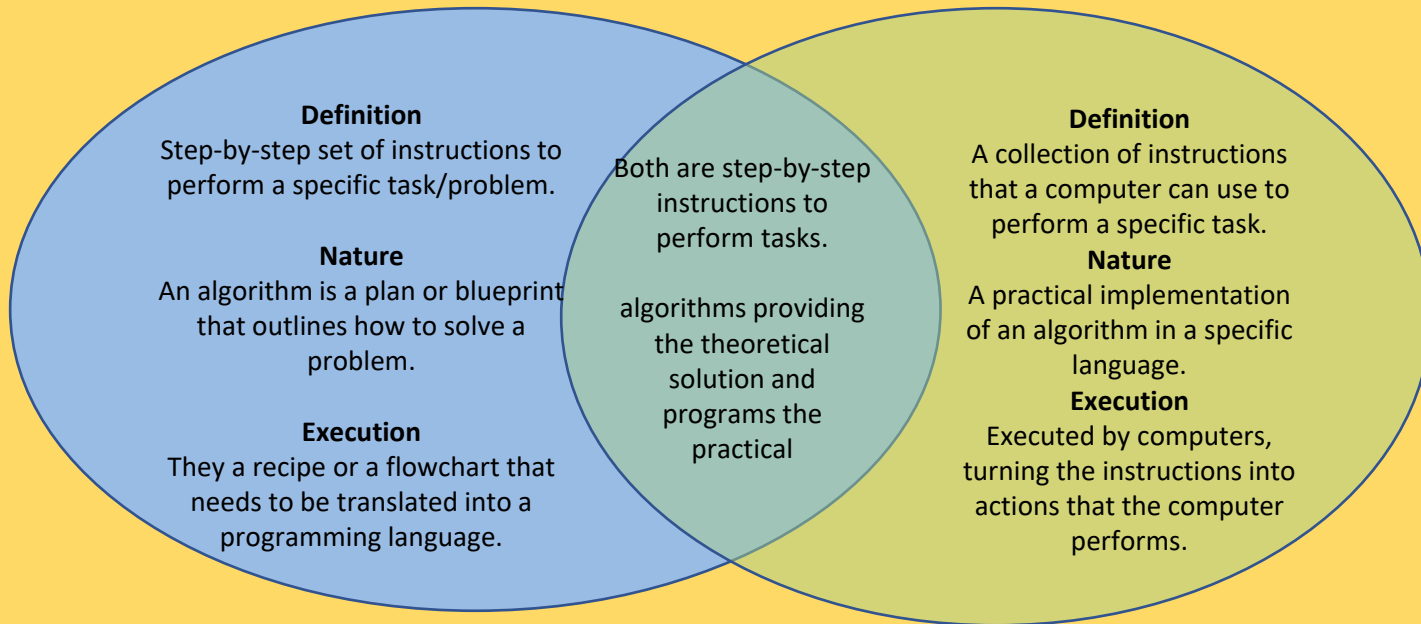 Definition
Step-by-step set of instructions to
perform a specific task/problem.
Nature
An algorithm is a plan or blueprint
that outlines how to solve a
problem.
Execution
They a recipe or a flowchart that
needs to be translated into a
programming language.
Both are step-by-step
instructions to
perform tasks.
algorithms providing
the theoretical
solution and
programs the
practical
Definition
A collection of instructions
that a computer can use to
perform a specific task.
Nature
A practical implementation
of an algorithm in a specific
language.
Execution
Executed by computers,
turning the instructions into
actions that the computer
performs.